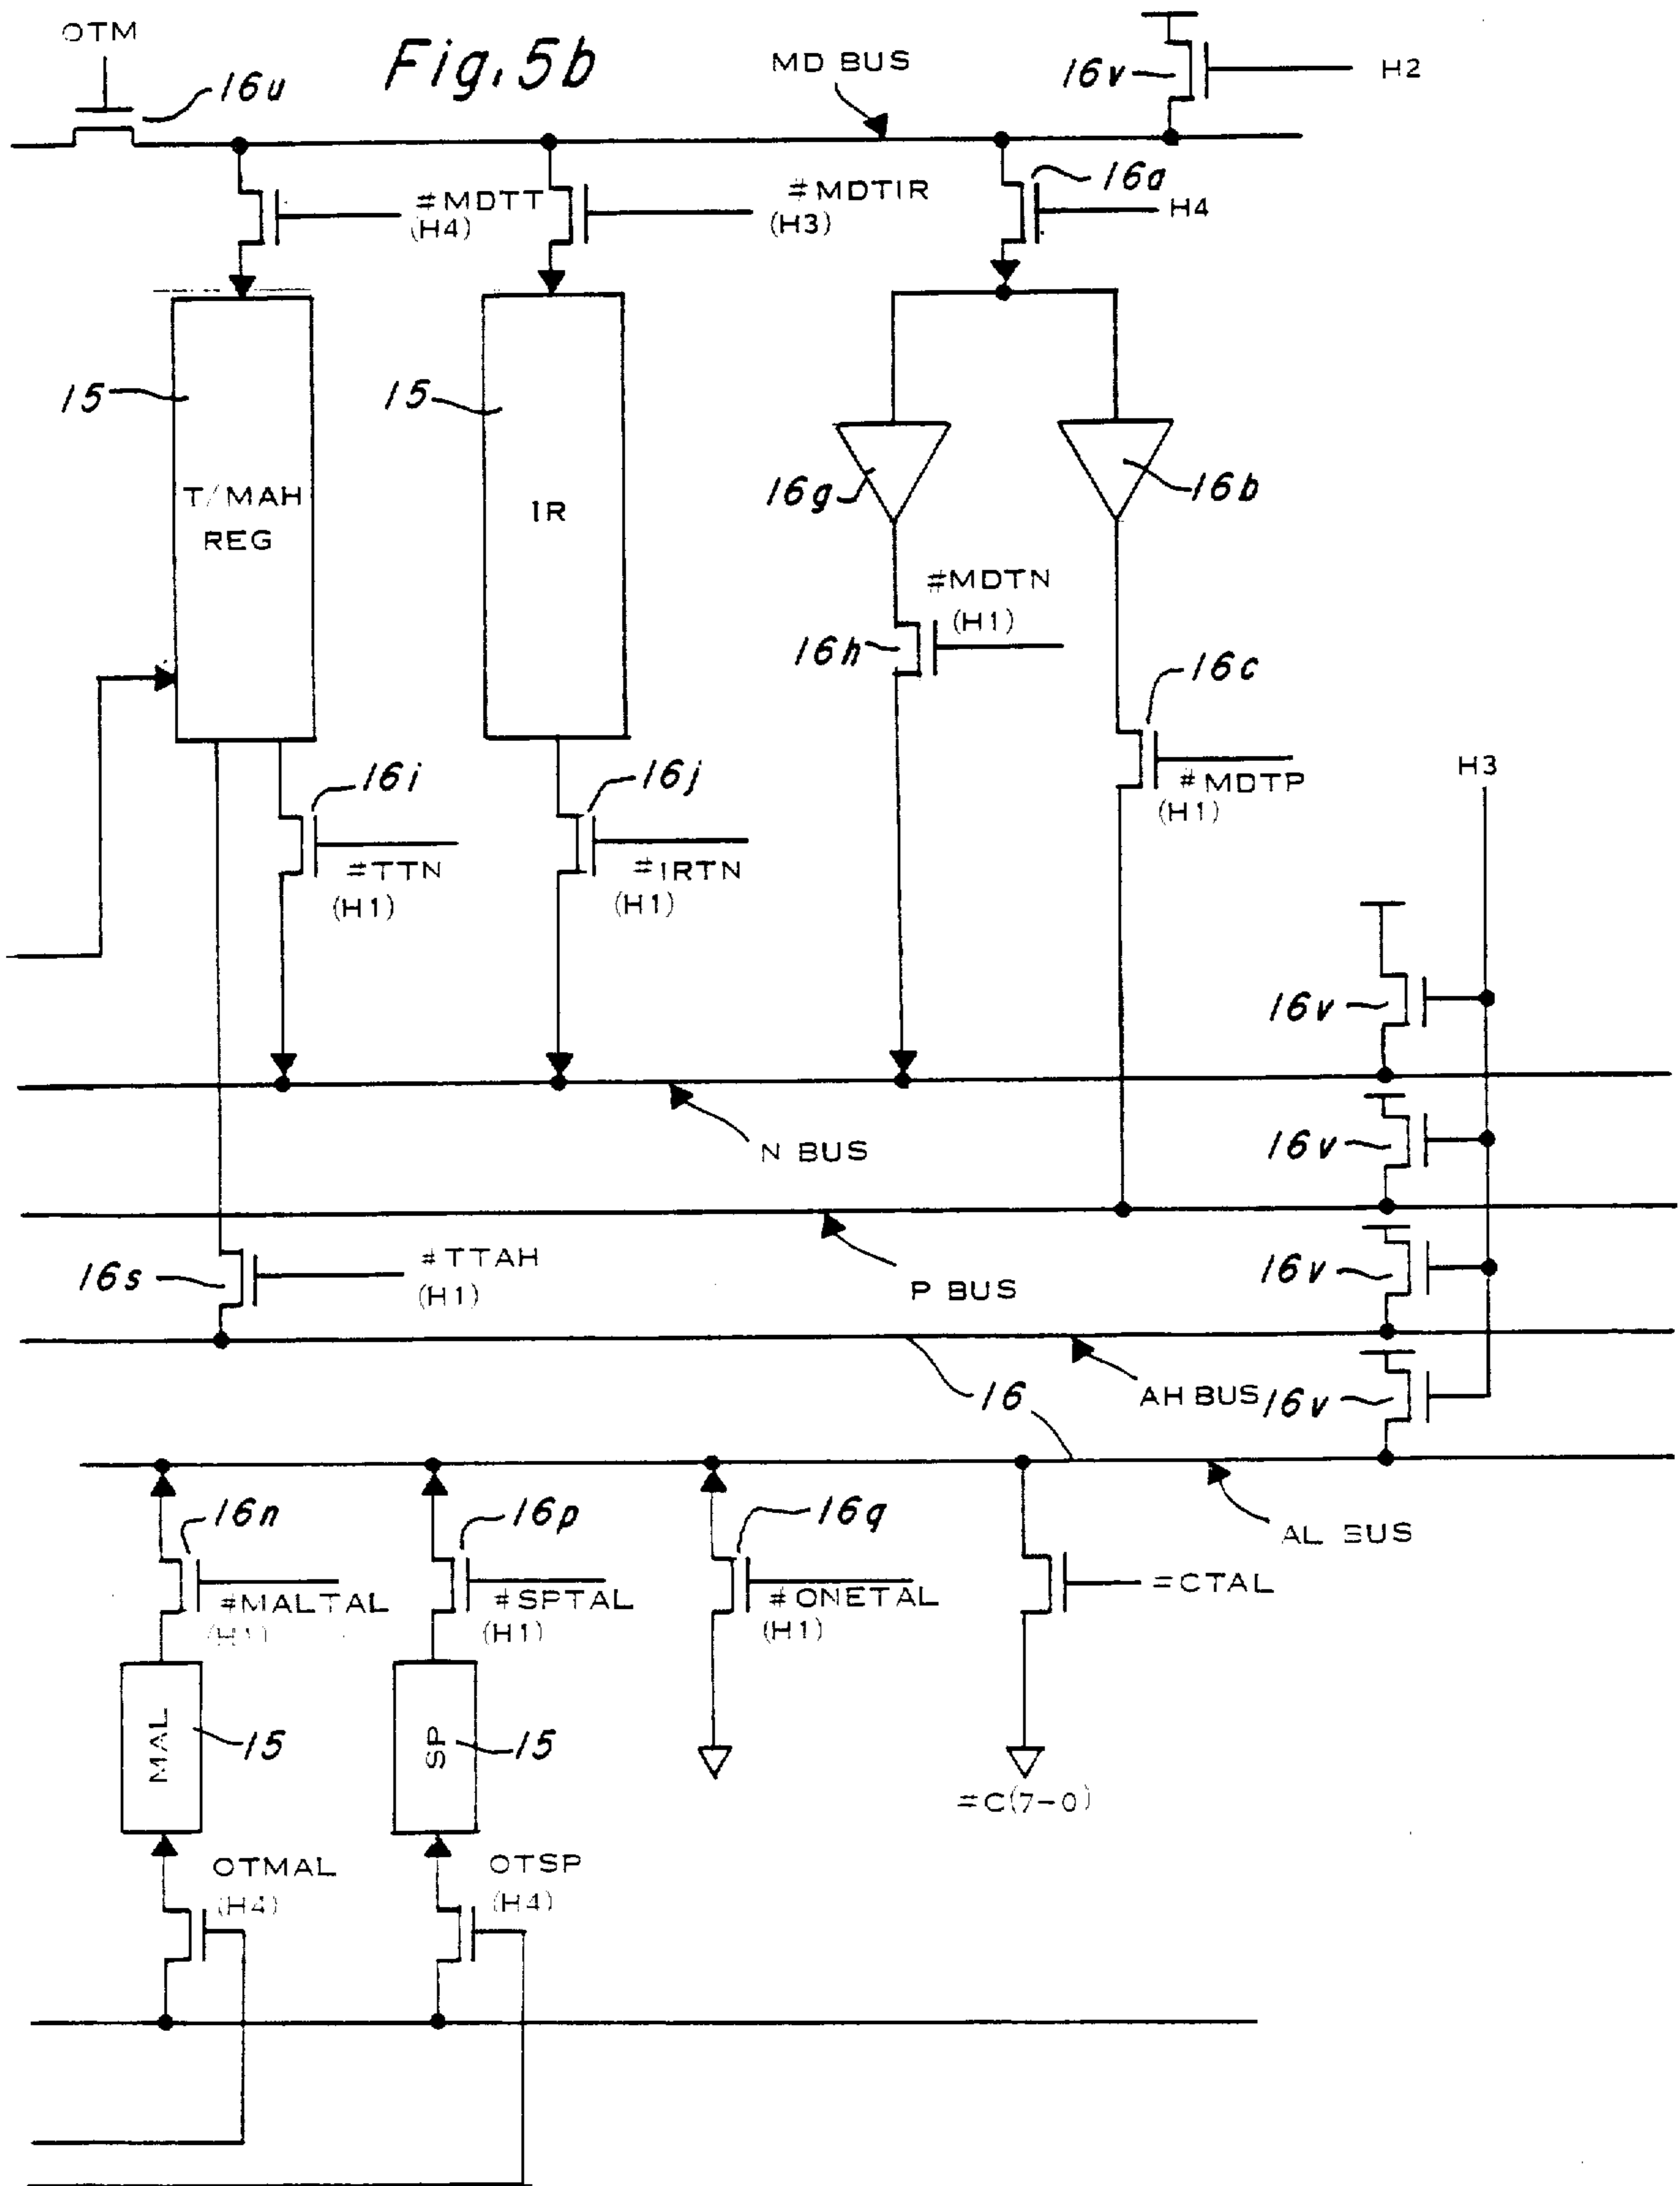 OTM
Fig. 5b
MD BUS
16v
H2
16u
#MDTT
(H4)
#MDTIR
(H3)
16a
H4
15
T/MAH
REG
15
IR
16g
16b
#MDTN
(H1)
16h
16c
#MDTP
(H1)
H3
16i
#TTN
(H1)
16j
#IRTN
(H1)
16v
N BUS
16v
P BUS
16s
#TTAH
(H1)
16v
16
AH BUS
16v
AL BUS
16n
#MALTAL
(H1)
16p
#SPTAL
(H1)
16q
#ONETAL
(H1)
=CTAL
MAL
15
SP
15
=C(7-0)
OTMAL
(H4)
OTSP
(H4)